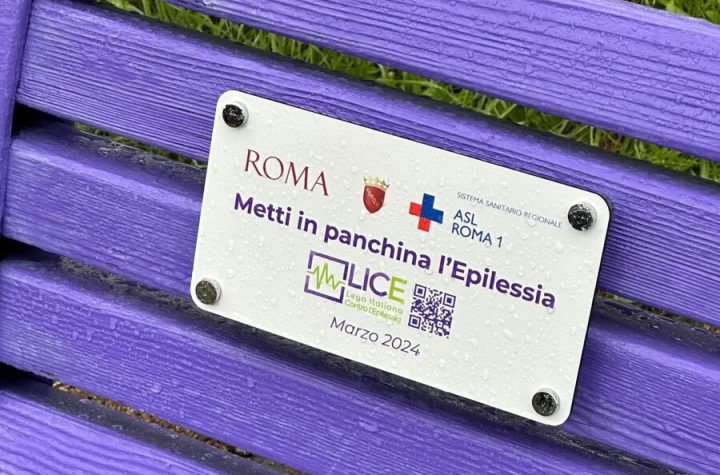 ROMA
SISTEMA SANITARIO REGIONALE
ASL
ROMA 1
Metti in panchina l'Epilessia
LICE
Lega Italiana
Contro l'Epilessia
Marzo 2024